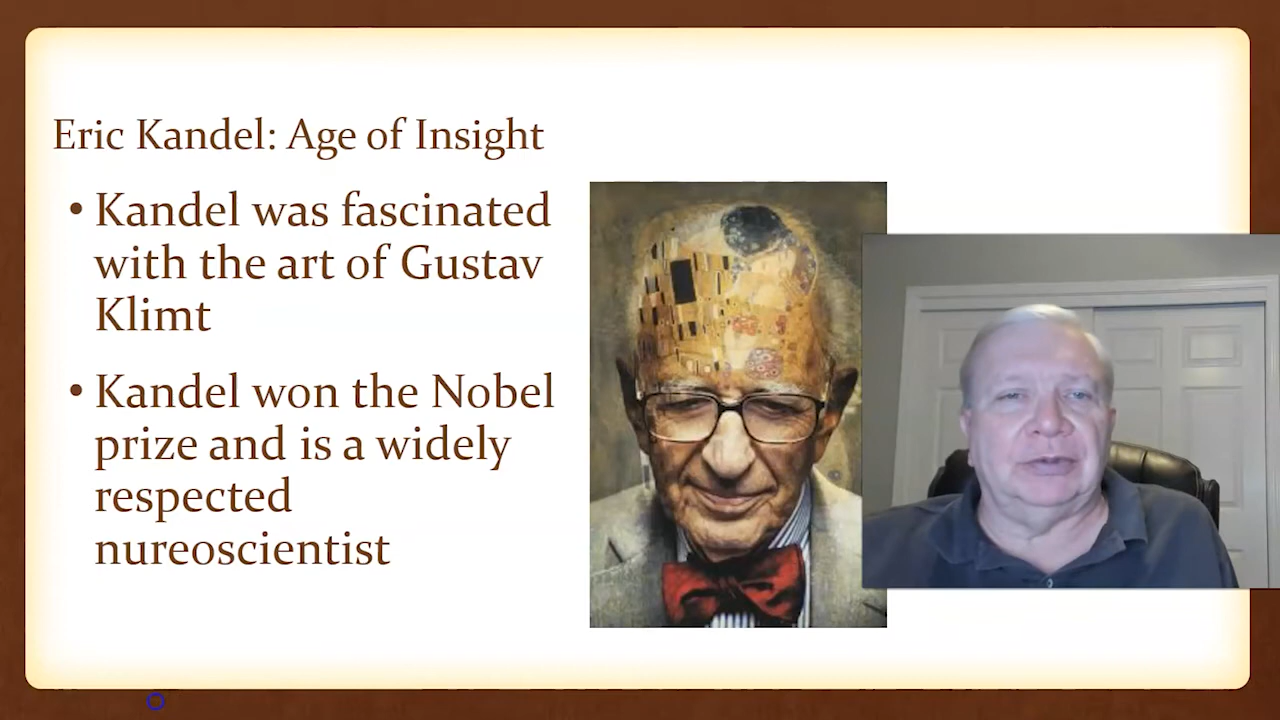 Eric Kandel: Age of Insight
• Kandel was fascinated
with the art of Gustav
Klimt
• Kandel won the Nobel
prize and is a widely
respected
nureoscientist